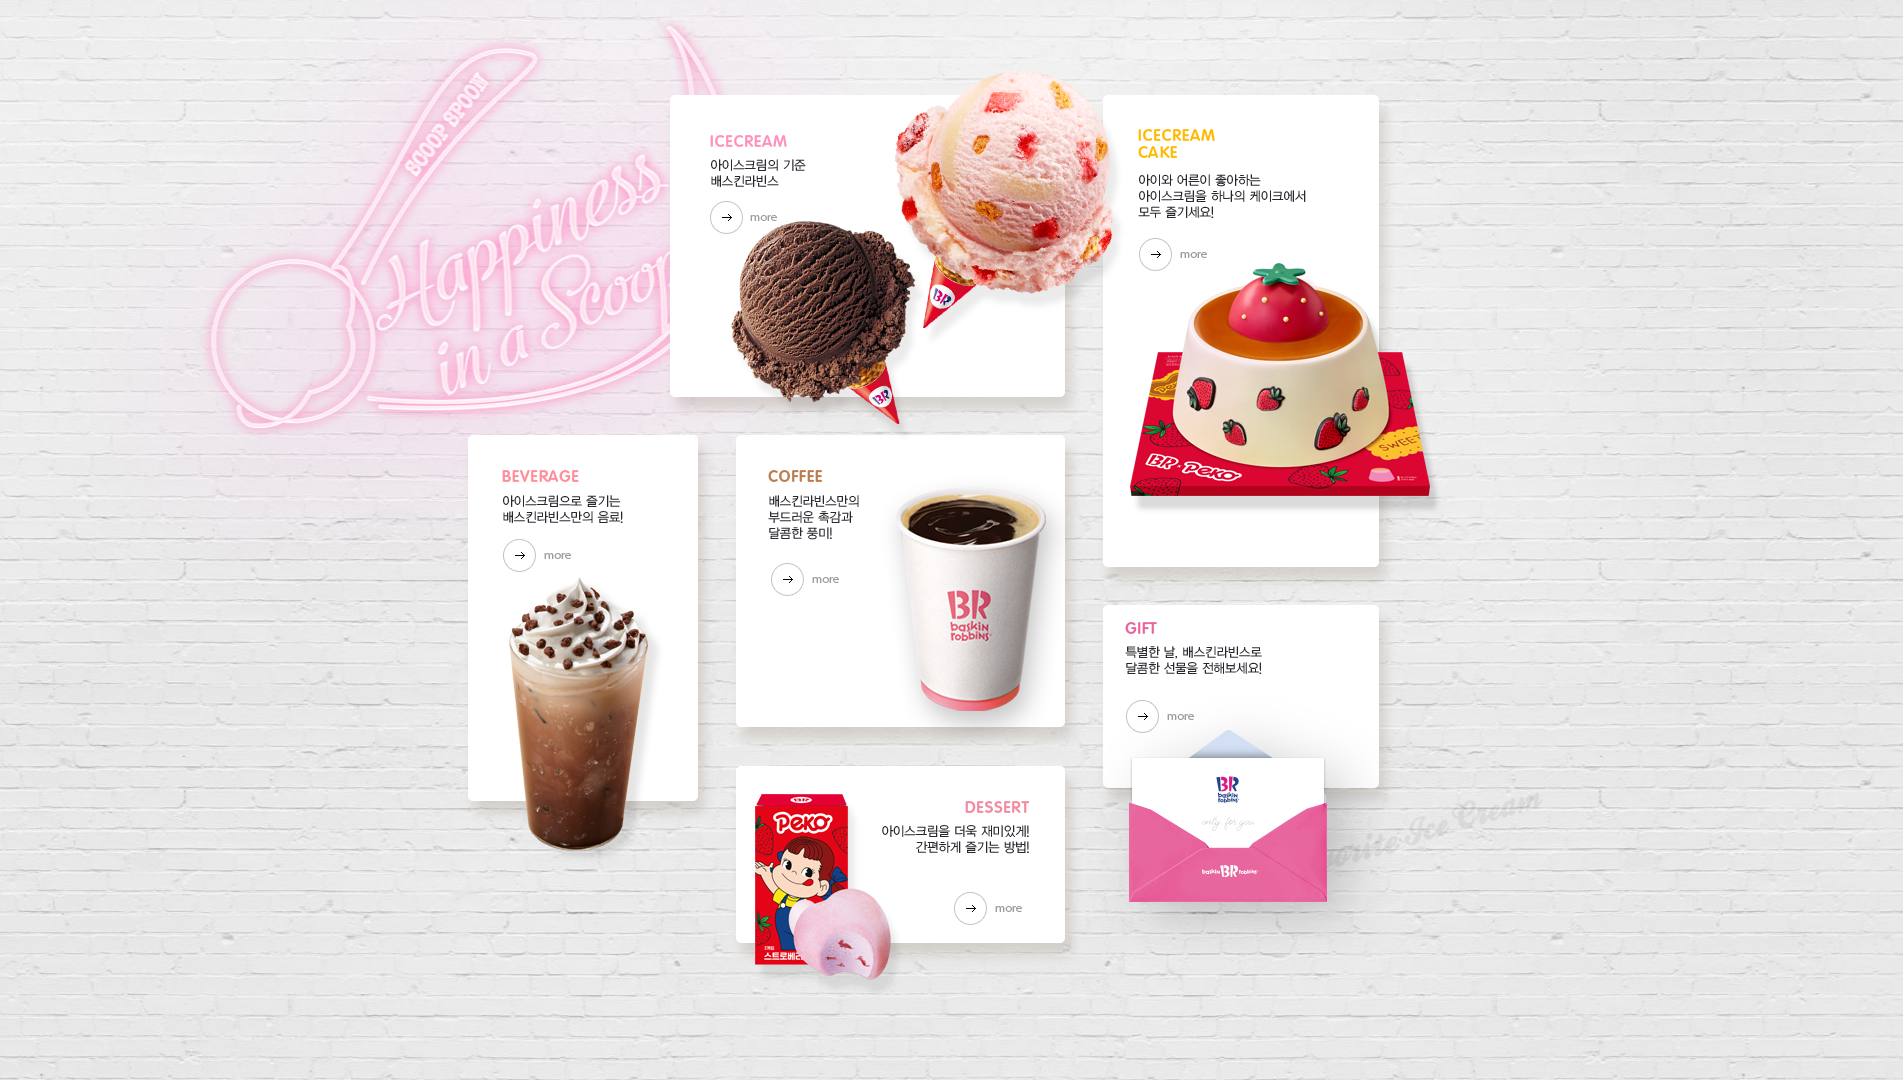 SCOOP SPOON
Happiness
in a Scoop
ICECREAM
아이스크림의 기준
배스킨라빈스
more
BR
BR
ICECREAM
CAKE
아이와 어른이 좋아하는
아이스크림을 하나의 케이크에서
모두 즐기세요!
more
SWEET
BR PEKO
BEVERAGE
아이스크림으로 즐기는
배스킨라빈스만의 음료!
more
COFFEE
배스킨라빈스만의
부드러운 촉감과
달콤한 풍미!
more
BR
baskin
robbins
GIFT
특별한 날, 배스킨라빈스로
달콤한 선물을 전해보세요!
more
BR
baskin
robbins
only for you
baskin BR robbins
Ice Cream
DESSERT
아이스크림을 더욱 재미있게!
간편하게 즐기는 방법!
more
PEKO
스트로베리